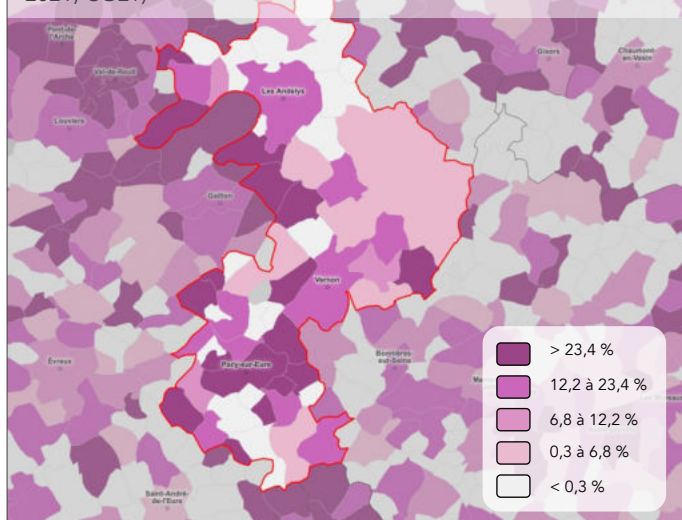 Pont-de-
l'Arche
Val-de-Reuil
Louviers
Les Andelys
Gisors
Chaumont-
en-Vexin
Gaillon
Vernon
Évreux
Pacy-sur-Eure
Bonnières-
sur-Seine
Saint-André-
de-l'Eure
> 23,4 %
12,2 à 23,4 %
6,8 à 12,2 %
0,3 à 6,8 %
< 0,3 %